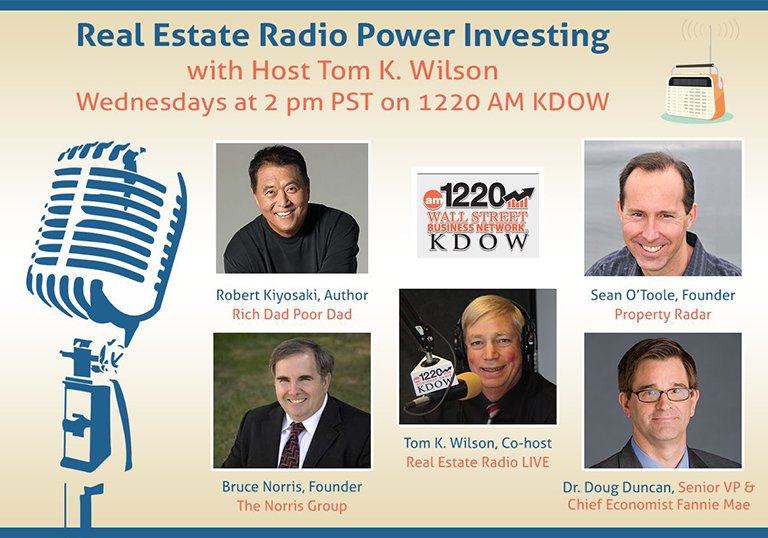 Real Estate Radio Power Investing
with Host Tom K. Wilson
Wednesdays at 2 pm PST on 1220 AM KDOW
am 1220
WALL STREET
BUSINESS NETWORK
KDOW
Robert Kiyosaki, Author
Rich Dad Poor Dad
Sean O'Toole, Founder
Property Radar
am 1220
KDOW
Bruce Norris, Founder
The Norris Group
Tom K. Wilson, Co-host
Real Estate Radio LIVE
Dr. Doug Duncan, Senior VP &
Chief Economist Fannie Mae